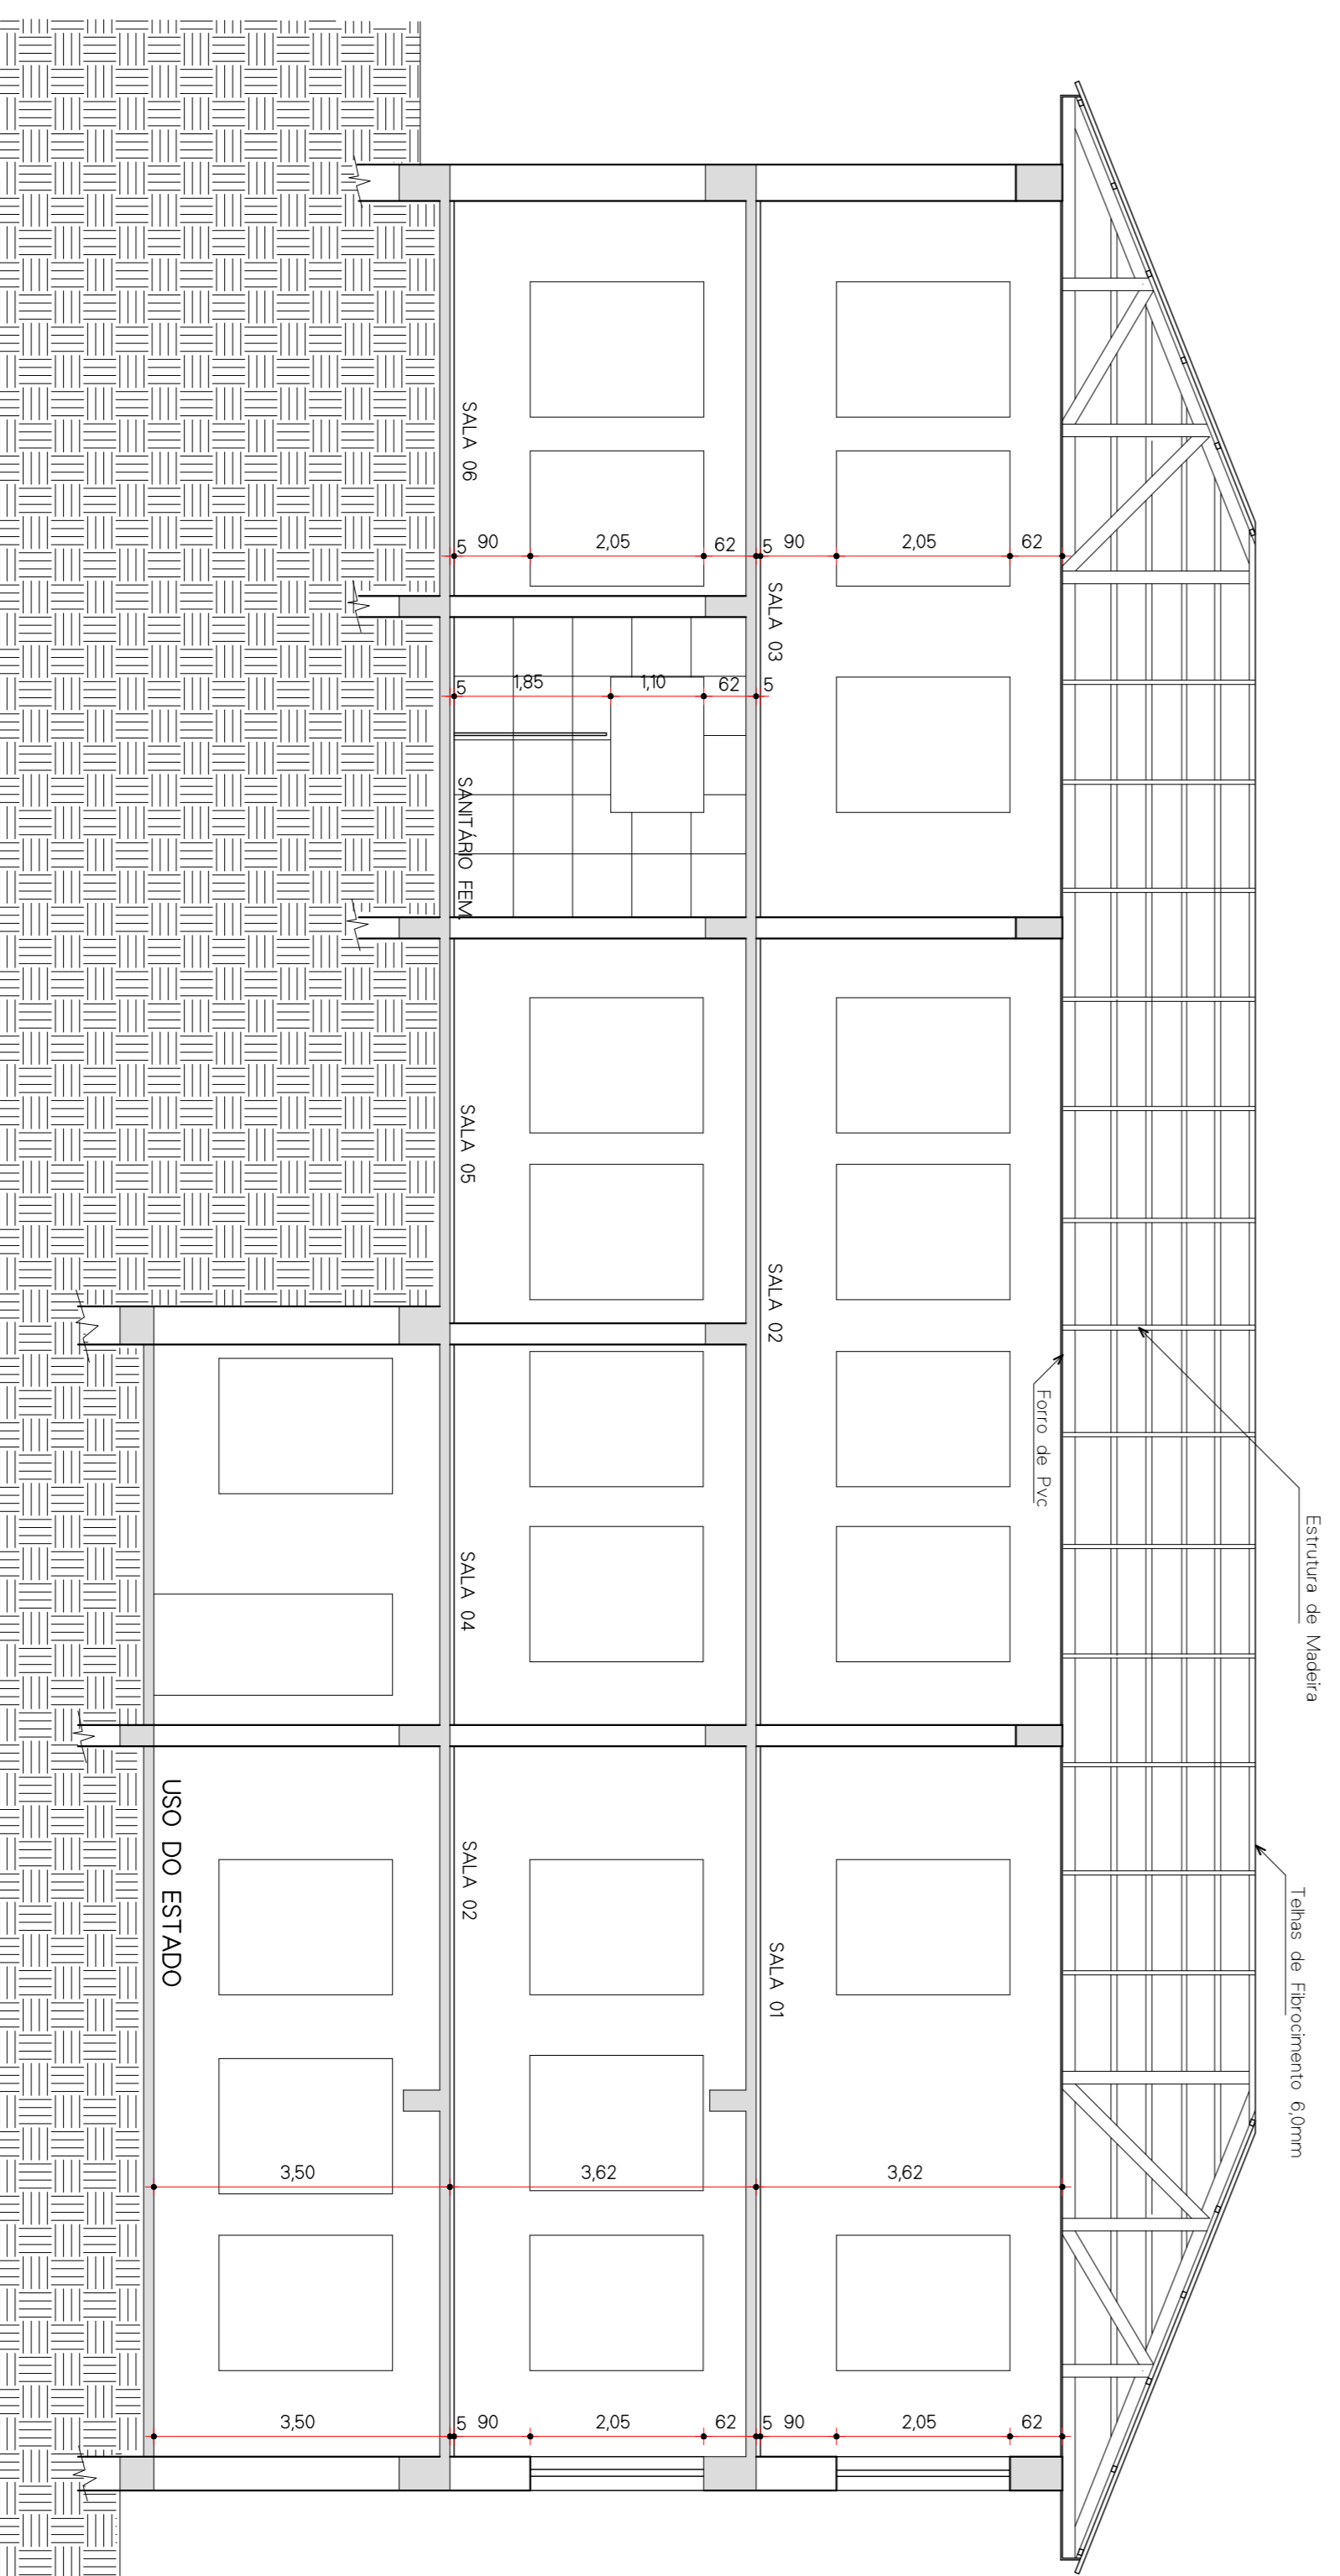 Estrutura de Madeira
Telhas de Fibrocimento 6,0mm
Forro de Pvc
62
2,05
90
5
SALA 03
SALA 02
SALA 01
3,62
62
2,05
90
5
5
62
1,10
1,85
5
62
2,05
90
5
SALA 06
SANITÁRIO FEM.
SALA 05
SALA 04
SALA 02
3,62
62
2,05
90
5
USO DO ESTADO
3,50
3,50